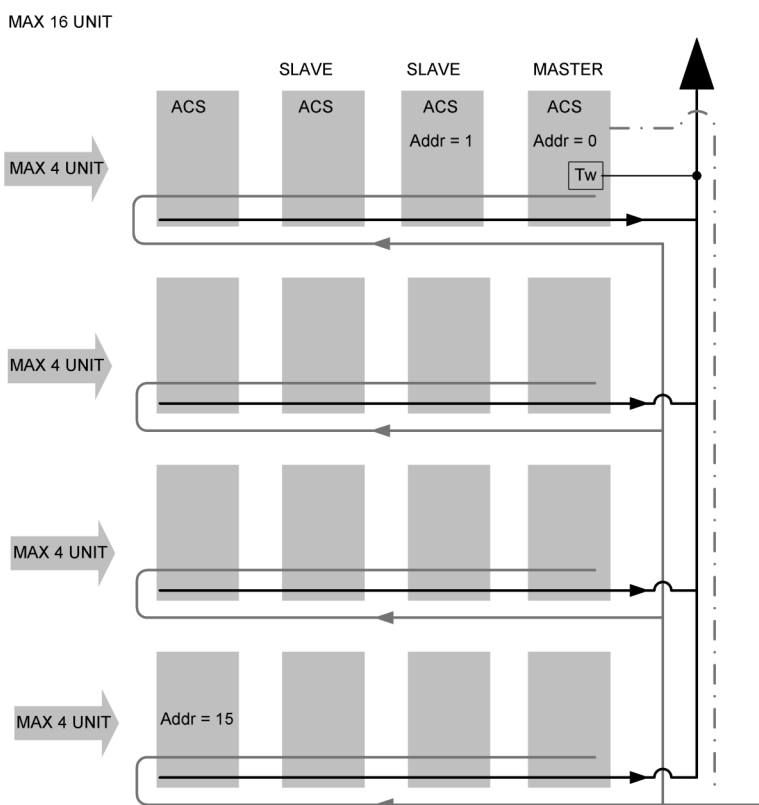 MAX 16 UNIT
SLAVE SLAVE MASTER
ACS ACS ACS ACS
Addr = 1 Addr = 0
MAX 4 UNIT
Tw
MAX 4 UNIT
MAX 4 UNIT
MAX 4 UNIT
Addr = 15